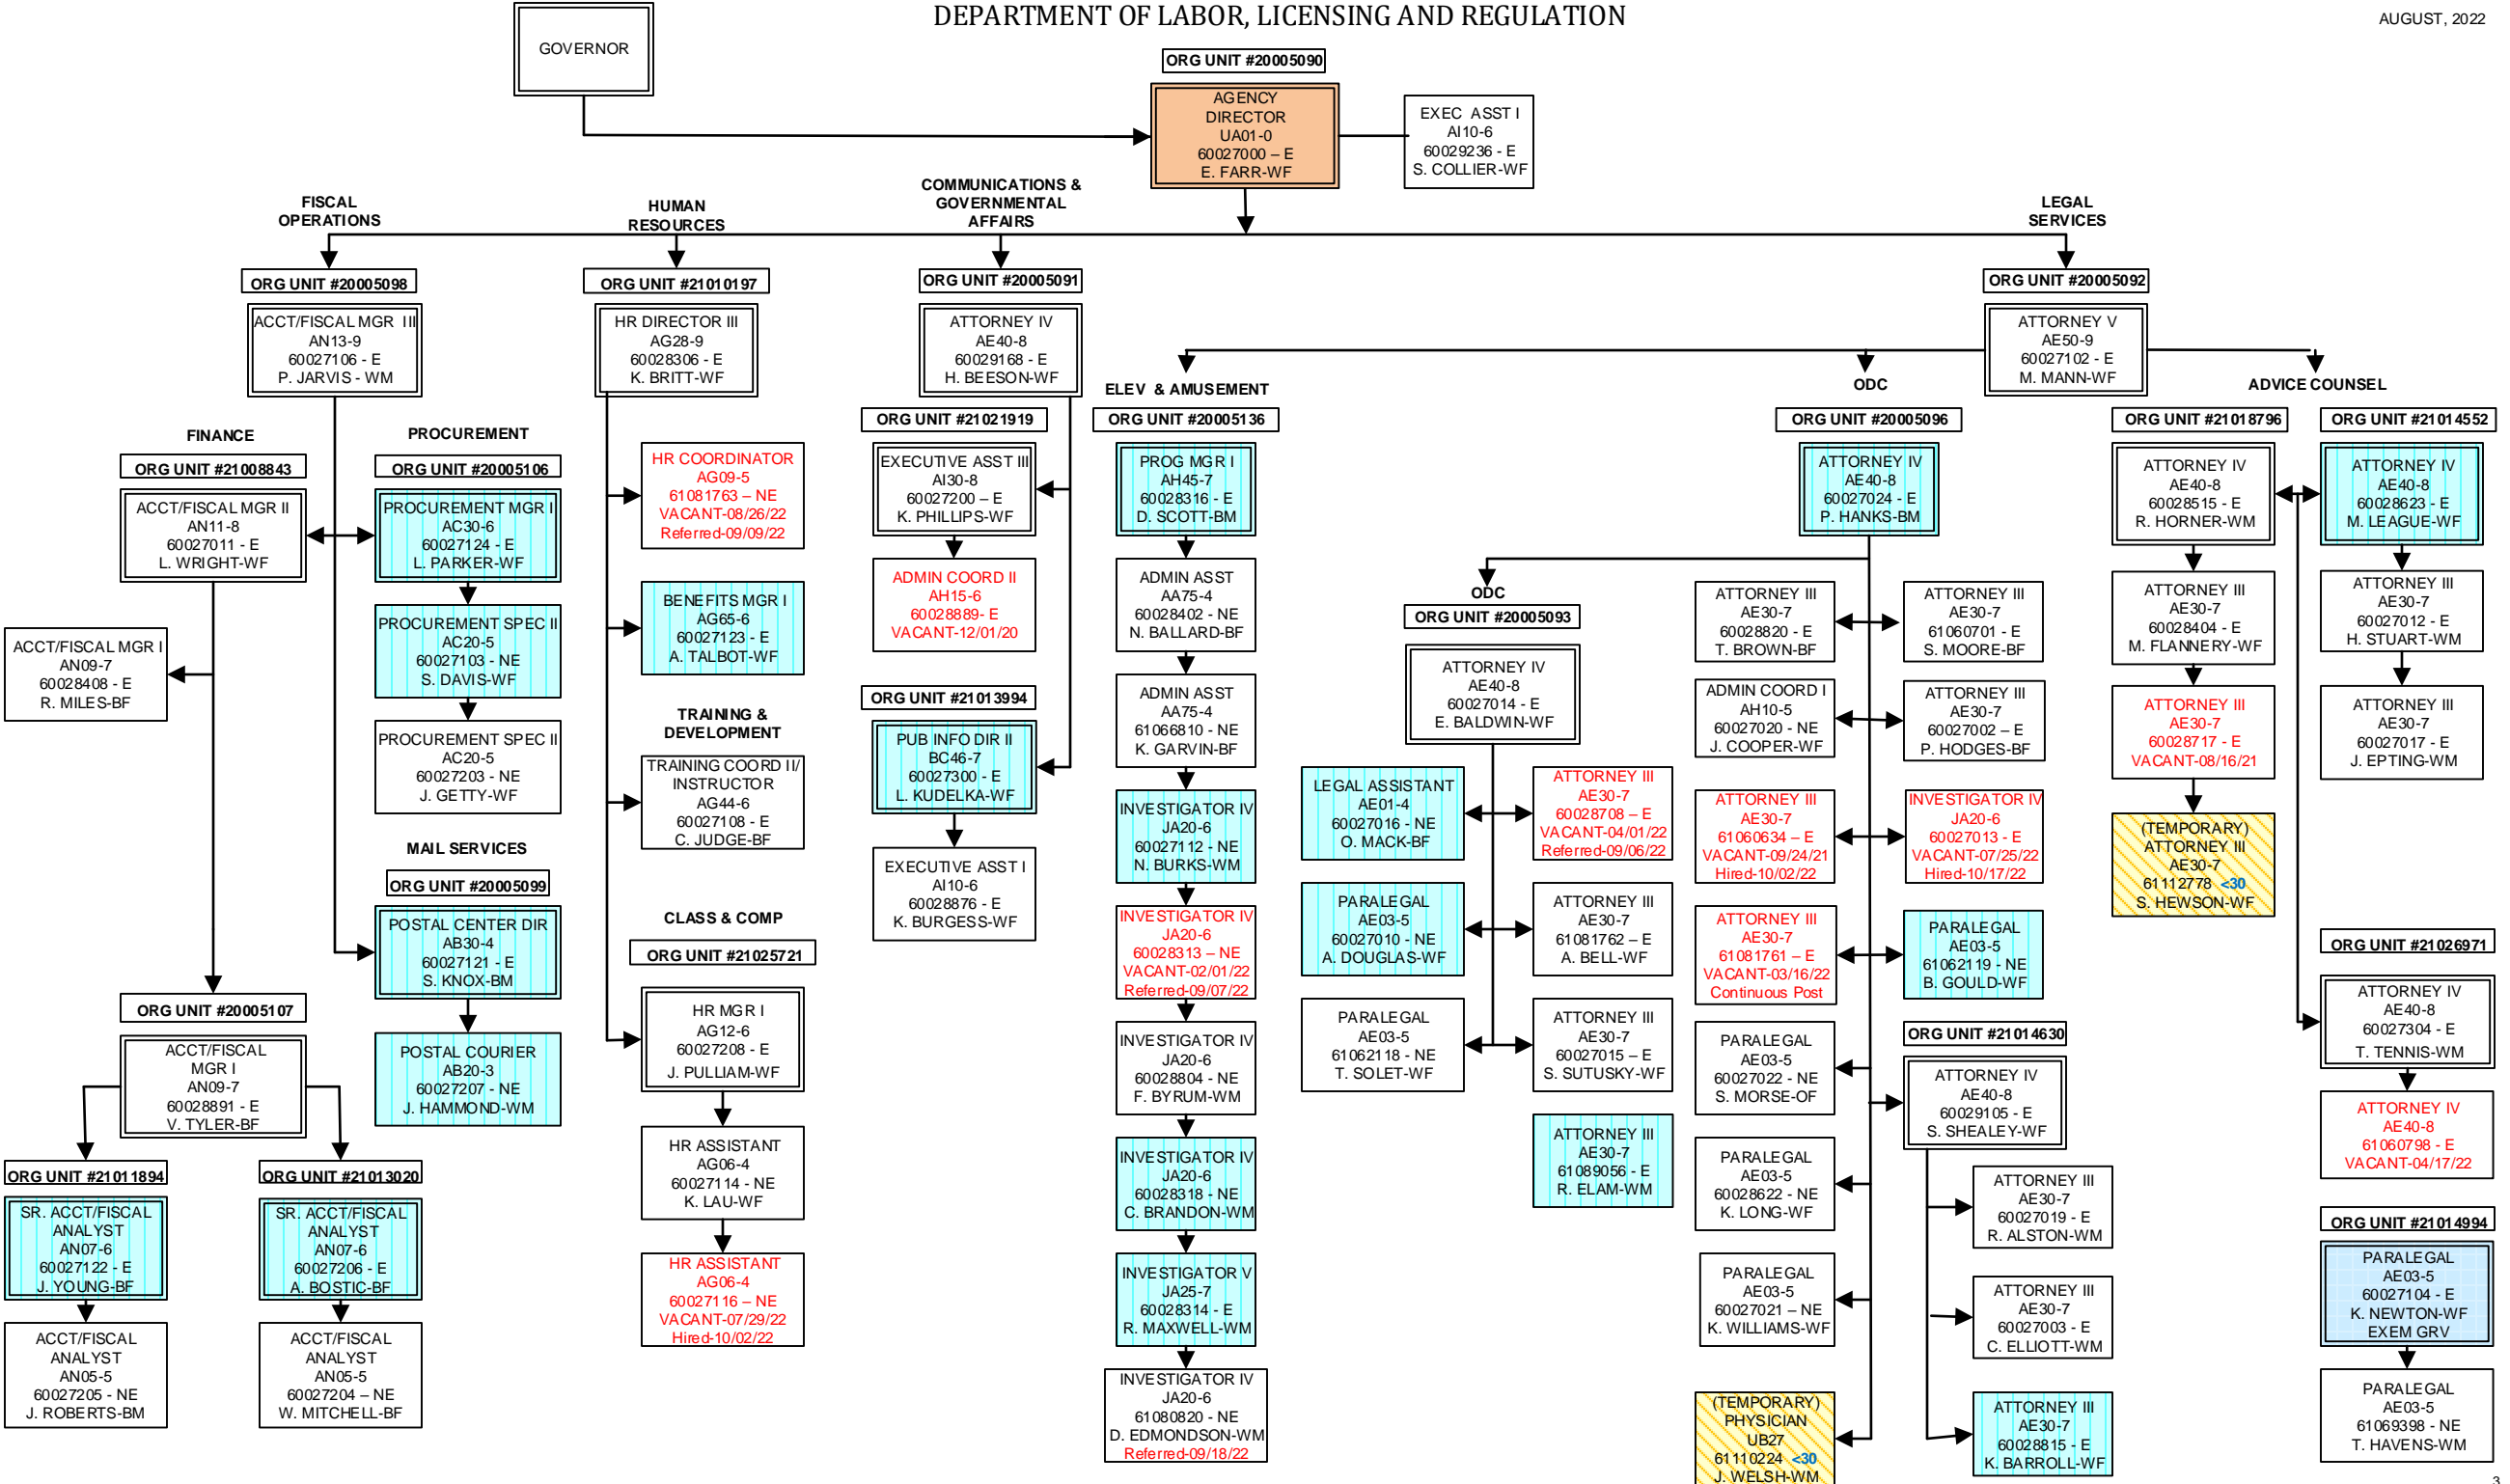 DEPARTMENT OF LABOR, LICENSING AND REGULATION
AUGUST, 2022
GOVERNOR
ORG UNIT #20005090
AGENCY
DIRECTOR
UA01-0
60027000 – E
E. FARR-WF
EXEC ASST I
AI10-6
60029236 - E
S. COLLIER-WF
FISCAL
OPERATIONS
HUMAN
RESOURCES
COMMUNICATIONS &
GOVERNMENTAL
AFFAIRS
LEGAL
SERVICES
ORG UNIT #20005098
ACCT/FISCAL MGR III
AN13-9
60027106 - E
P. JARVIS - WM
FINANCE
ORG UNIT #21008843
ACCT/FISCAL MGR II
AN11-8
60027011 - E
L. WRIGHT-WF
ACCT/FISCAL MGR I
AN09-7
60028408 - E
R. MILES-BF
ORG UNIT #20005107
ACCT/FISCAL
MGR I
AN09-7
60028891 - E
V. TYLER-BF
ORG UNIT #21011894
SR. ACCT/FISCAL
ANALYST
AN07-6
60027122 - E
J. YOUNG-BF
ACCT/FISCAL
ANALYST
AN05-5
60027205 - NE
J. ROBERTS-BM
ORG UNIT #21013020
SR. ACCT/FISCAL
ANALYST
AN07-6
60027206 - E
A. BOSTIC-BF
ACCT/FISCAL
ANALYST
AN05-5
60027204 – NE
W. MITCHELL-BF
PROCUREMENT
ORG UNIT #20005106
PROCUREMENT MGR I
AC30-6
60027124 - E
L. PARKER-WF
PROCUREMENT SPEC II
AC20-5
60027103 - NE
S. DAVIS-WF
PROCUREMENT SPEC II
AC20-5
60027203 - NE
J. GETTY-WF
MAIL SERVICES
ORG UNIT #20005099
POSTAL CENTER DIR
AB30-4
60027121 - E
S. KNOX-BM
POSTAL COURIER
AB20-3
60027207 - NE
J. HAMMOND-WM
ORG UNIT #21010197
HR DIRECTOR III
AG28-9
60028306 - E
K. BRITT-WF
HR COORDINATOR
AG09-5
61081763 – NE
VACANT-08/26/22
Referred-09/09/22
BENEFITS MGR I
AG65-6
60027123 - E
A. TALBOT-WF
TRAINING &
DEVELOPMENT
TRAINING COORD II/
INSTRUCTOR
AG44-6
60027108 - E
C. JUDGE-BF
CLASS & COMP
ORG UNIT #21025721
HR MGR I
AG12-6
60027208 - E
J. PULLIAM-WF
HR ASSISTANT
AG06-4
60027114 - NE
K. LAU-WF
HR ASSISTANT
AG06-4
60027116 – NE
VACANT-07/29/22
Hired-10/02/22
ORG UNIT #20005091
ATTORNEY IV
AE40-8
60029168 - E
H. BEESON-WF
ORG UNIT #21021919
EXECUTIVE ASST III
AI30-8
60027200 – E
K. PHILLIPS-WF
ADMIN COORD II
AH15-6
60028889- E
VACANT-12/01/20
ORG UNIT #21013994
PUB INFO DIR II
BC46-7
60027300 - E
L. KUDELKA-WF
EXECUTIVE ASST I
AI10-6
60028876 - E
K. BURGESS-WF
ORG UNIT #20005092
ATTORNEY V
AE50-9
60027102 - E
M. MANN-WF
ELEV & AMUSEMENT
ORG UNIT #20005136
PROG MGR I
AH45-7
60028316 - E
D. SCOTT-BM
ADMIN ASST
AA75-4
60028402 - NE
N. BALLARD-BF
ADMIN ASST
AA75-4
61066810 - NE
K. GARVIN-BF
INVESTIGATOR IV
JA20-6
60027112 - NE
N. BURKS-WM
INVESTIGATOR IV
JA20-6
60028313 – NE
VACANT-02/01/22
Referred-09/07/22
INVESTIGATOR IV
JA20-6
60028804 - NE
F. BYRUM-WM
INVESTIGATOR IV
JA20-6
60028318 - NE
C. BRANDON-WM
INVESTIGATOR V
JA25-7
60028314 - E
R. MAXWELL-WM
INVESTIGATOR IV
JA20-6
61080820 - NE
D. EDMONDSON-WM
Referred-09/18/22
ODC
ORG UNIT #20005096
ATTORNEY IV
AE40-8
60027024 - E
P. HANKS-BM
ODC
ORG UNIT #20005093
ATTORNEY IV
AE40-8
60027014 - E
E. BALDWIN-WF
LEGAL ASSISTANT
AE01-4
60027016 - NE
O. MACK-BF
ATTORNEY III
AE30-7
60028708 – E
VACANT-04/01/22
Referred-09/06/22
PARALEGAL
AE03-5
60027010 - NE
A. DOUGLAS-WF
ATTORNEY III
AE30-7
61081762 – E
A. BELL-WF
PARALEGAL
AE03-5
61062118 - NE
T. SOLET-WF
ATTORNEY III
AE30-7
60027015 – E
S. SUTUSKY-WF
ATTORNEY III
AE30-7
61089056 - E
R. ELAM-WM
ATTORNEY III
AE30-7
60028820 - E
T. BROWN-BF
ATTORNEY III
AE30-7
61060701 - E
S. MOORE-BF
ADMIN COORD I
AH10-5
60027020 - NE
J. COOPER-WF
ATTORNEY III
AE30-7
60027002 – E
P. HODGES-BF
ATTORNEY III
AE30-7
61060634 – E
VACANT-09/24/21
Hired-10/02/22
INVESTIGATOR IV
JA20-6
60027013 - E
VACANT-07/25/22
Hired-10/17/22
ATTORNEY III
AE30-7
61081761 – E
VACANT-03/16/22
Continuous Post
PARALEGAL
AE03-5
61062119 - NE
B. GOULD-WF
PARALEGAL
AE03-5
60027022 - NE
S. MORSE-OF
PARALEGAL
AE03-5
60028622 - NE
K. LONG-WF
PARALEGAL
AE03-5
60027021 – NE
K. WILLIAMS-WF
(TEMPORARY)
PHYSICIAN
UB27
61110224 <30
J. WELSH-WM
ORG UNIT #21014630
ATTORNEY IV
AE40-8
60029105 - E
S. SHEALEY-WF
ATTORNEY III
AE30-7
60027019 - E
R. ALSTON-WM
ATTORNEY III
AE30-7
60027003 - E
C. ELLIOTT-WM
ATTORNEY III
AE30-7
60028815 - E
K. BARROLL-WF
ADVICE COUNSEL
ORG UNIT #21018796
ATTORNEY IV
AE40-8
60028515 - E
R. HORNER-WM
ATTORNEY III
AE30-7
60028404 - E
M. FLANNERY-WF
ATTORNEY III
AE30-7
60028717 - E
VACANT-08/16/21
(TEMPORARY)
ATTORNEY III
AE30-7
61112778 <30
S. HEWSON-WF
ORG UNIT #21014552
ATTORNEY IV
AE40-8
60028623 - E
M. LEAGUE-WF
ATTORNEY III
AE30-7
60027012 - E
H. STUART-WM
ATTORNEY III
AE30-7
60027017 - E
J. EPTING-WM
ORG UNIT #21026971
ATTORNEY IV
AE40-8
60027304 - E
T. TENNIS-WM
ATTORNEY IV
AE40-8
61060798 - E
VACANT-04/17/22
ORG UNIT #21014994
PARALEGAL
AE03-5
60027104 - E
K. NEWTON-WF
EXEM GRV
PARALEGAL
AE03-5
61069398 - NE
T. HAVENS-WM
3